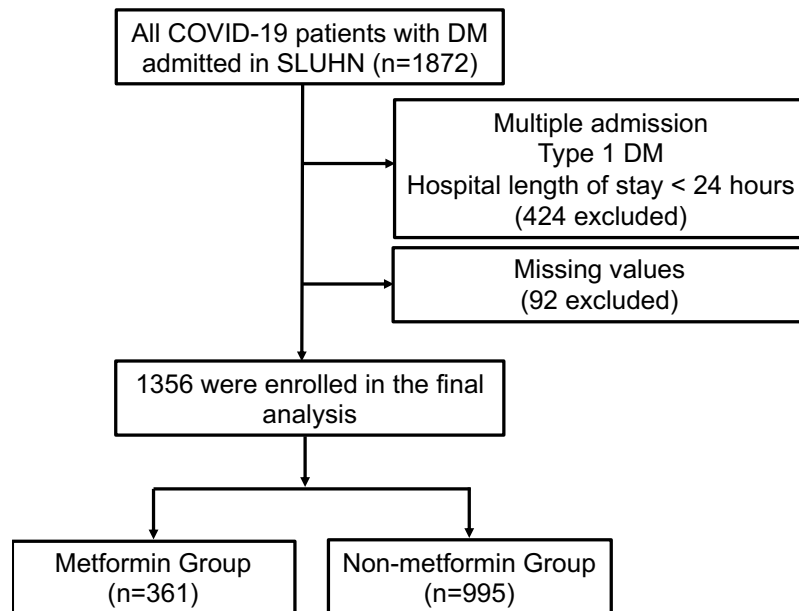 All COVID-19 patients with DM
admitted in SLUHN (n=1872)
Multiple admission
Type 1 DM
Hospital length of stay < 24 hours
(424 excluded)
Missing values
(92 excluded)
1356 were enrolled in the final
analysis
Metformin Group
(n=361)
Non-metformin Group
(n=995)